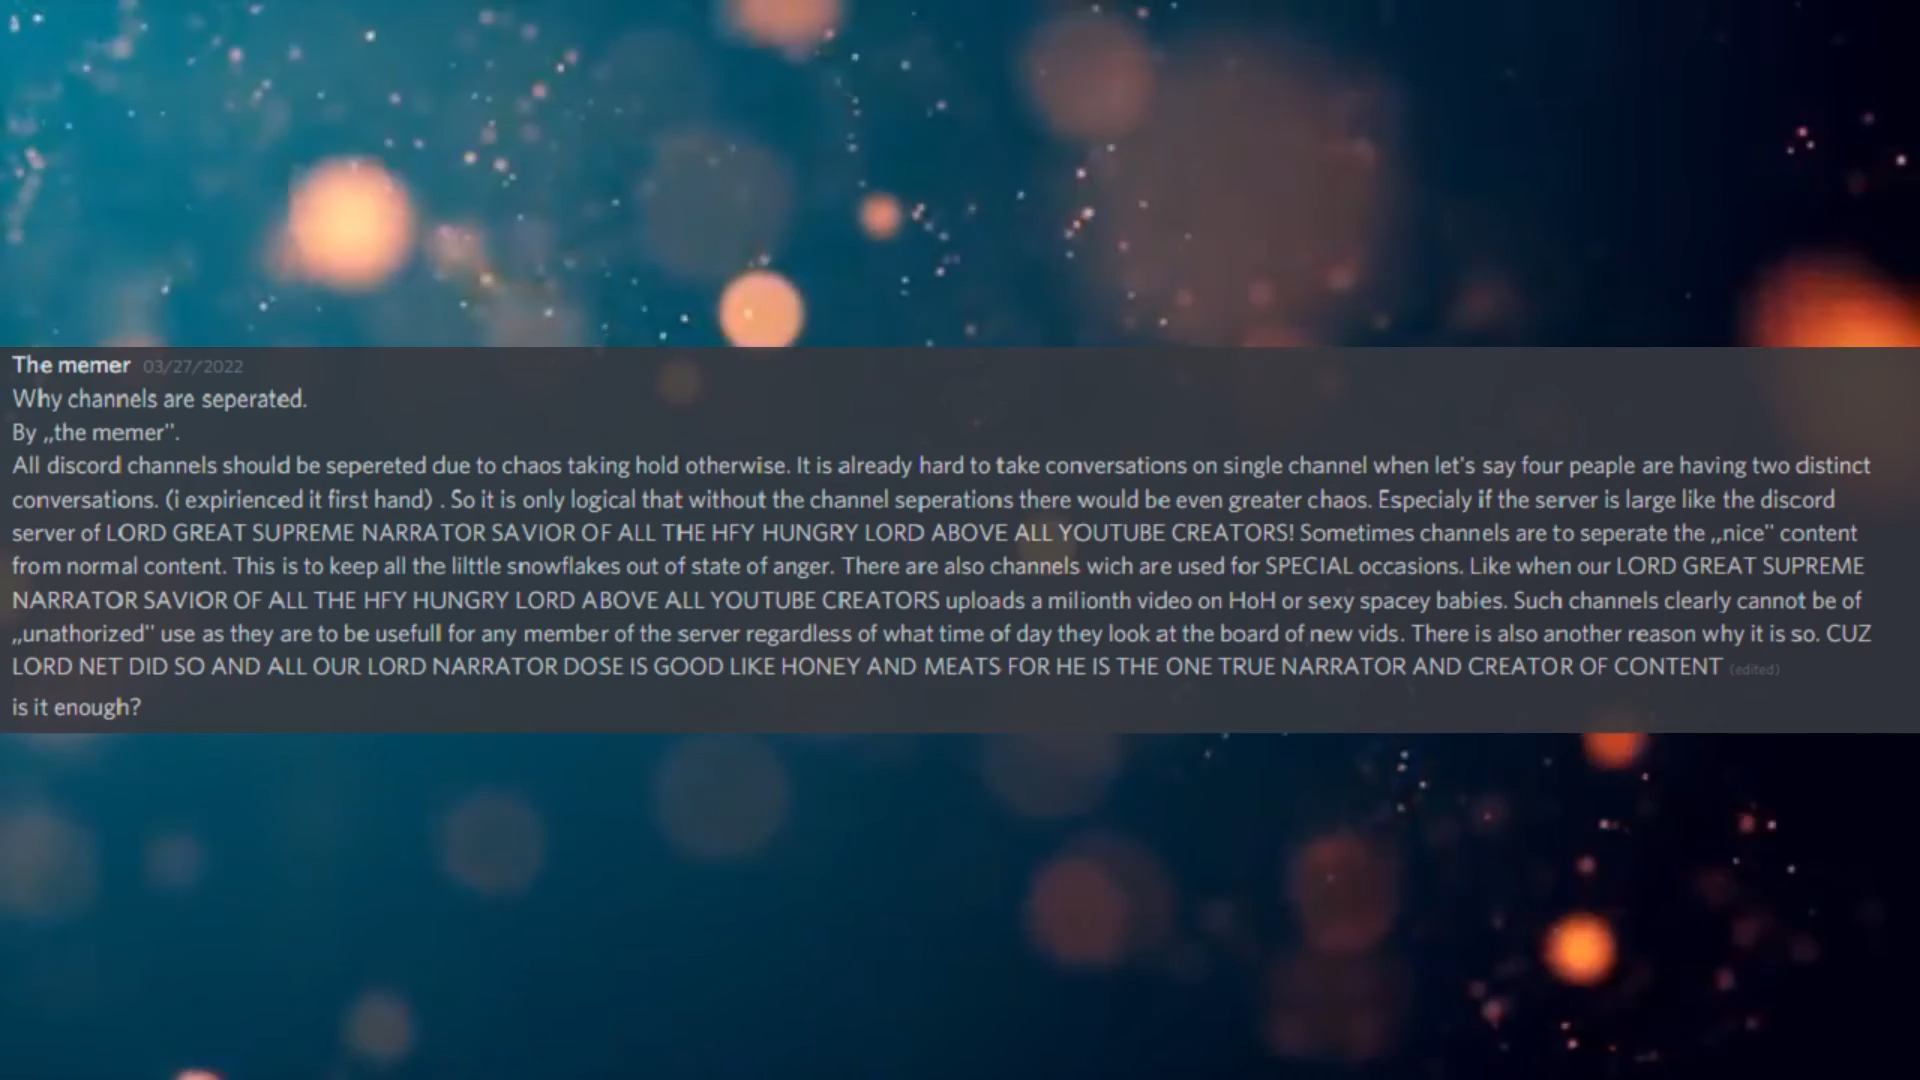 The memer 03/27/2022
Why channels are seperated.
By „the memer".
All discord channels should be sepereted due to chaos taking hold otherwise. It is already hard to take conversations on single channel when let's say four peaple are having two distinct
conversations. (i expirienced it first hand) . So it is only logical that without the channel seperations there would be even greater chaos. Especialy if the server is large like the discord
server of LORD GREAT SUPREME NARRATOR SAVIOR OF ALL THE HFY HUNGRY LORD ABOVE ALL YOUTUBE CREATORS! Sometimes channels are to seperate the „nice" content
from normal content. This is to keep all the lilttle snowflakes out of state of anger. There are also channels wich are used for SPECIAL occasions. Like when our LORD GREAT SUPREME
NARRATOR SAVIOR OF ALL THE HFY HUNGRY LORD ABOVE ALL YOUTUBE CREATORS uploads a milionth video on HoH or sexy spacey babies. Such channels clearly cannot be of
„unathorized" use as they are to be usefull for any member of the server regardless of what time of day they look at the board of new vids. There is also another reason why it is so. CUZ
LORD NET DID SO AND ALL OUR LORD NARRATOR DOSE IS GOOD LIKE HONEY AND MEATS FOR HE IS THE ONE TRUE NARRATOR AND CREATOR OF CONTENT (edited)
is it enough?